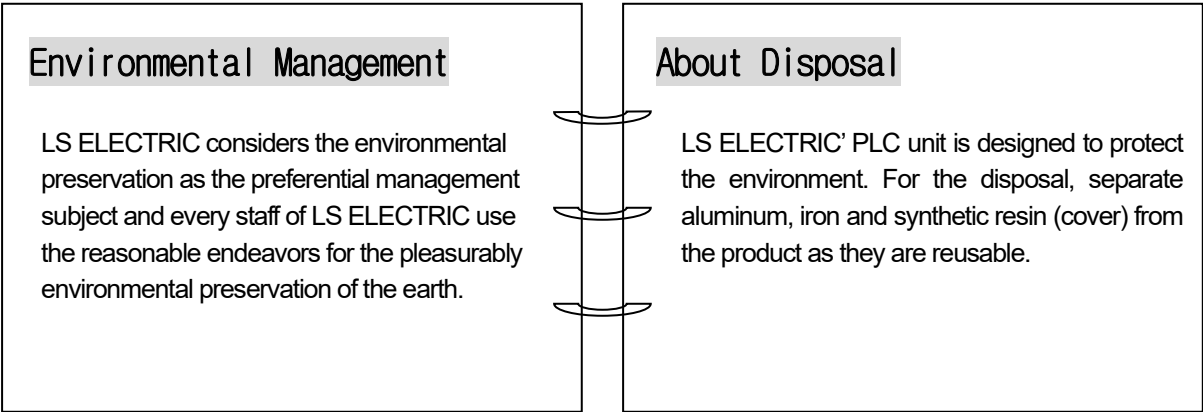 Environmental Management
LS ELECTRIC considers the environmental
preservation as the preferential management
subject and every staff of LS ELECTRIC use
the reasonable endeavors for the pleasurably
environmental preservation of the earth.
About Disposal
LS ELECTRIC’ PLC unit is designed to protect
the environment. For the disposal, separate
aluminum, iron and synthetic resin (cover) from
the product as they are reusable.